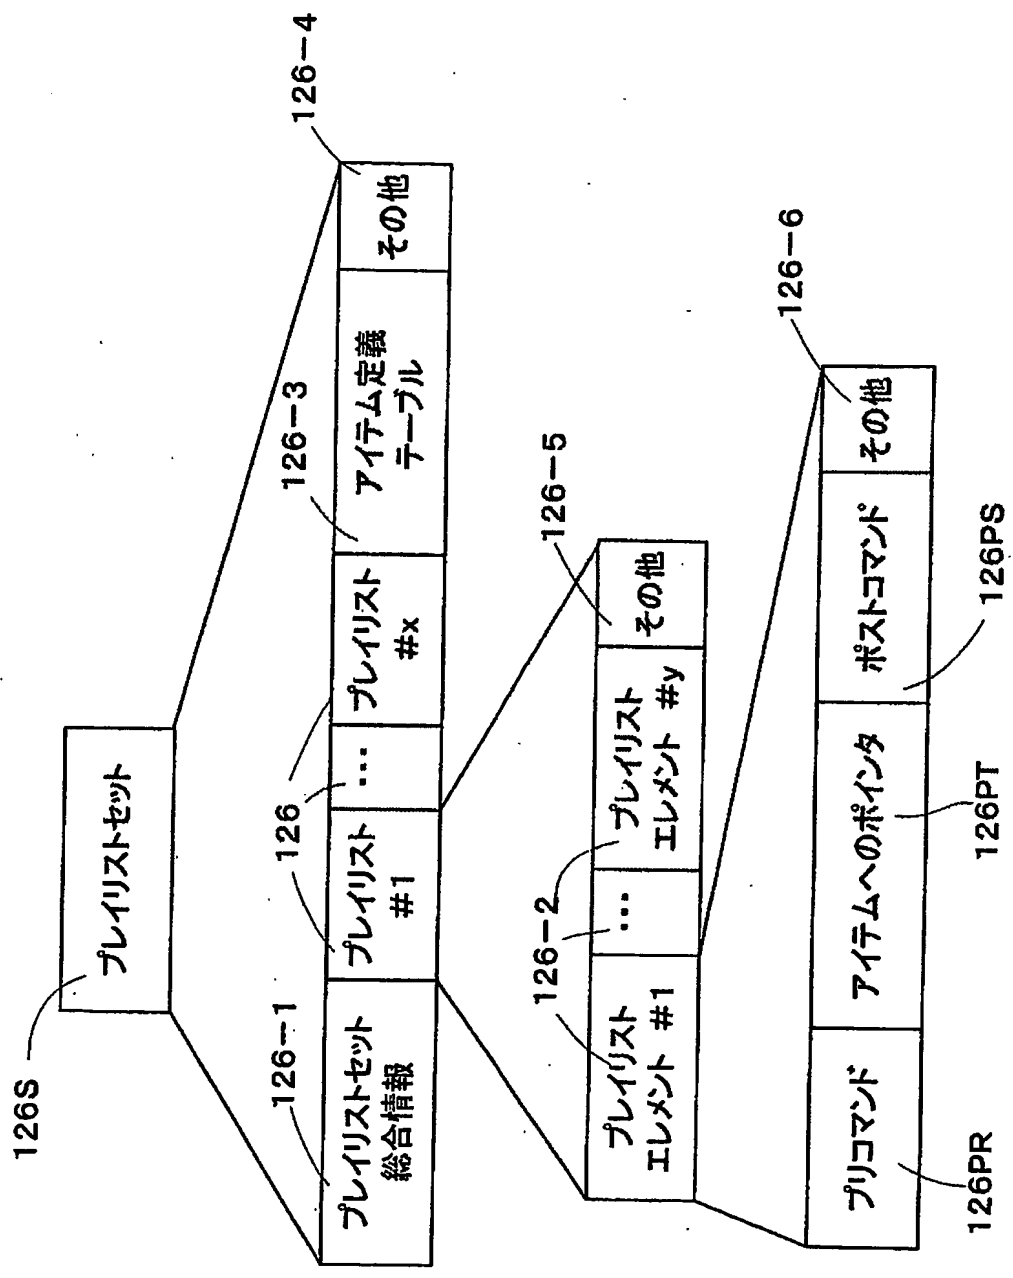 126S
プレイリストセット
126-1
126
126-3
126-4
プレイリストセット
総合情報
プレイリスト
#1
…
プレイリスト
#x
アイテム定義
テーブル
その他
126-2
126-5
プレイリスト
エレメント #1
…
プレイリスト
エレメント #y
その他
126-6
プリコマンド
アイテムへのポインタ
ポストコマンド
その他
126PR
126PT
126PS